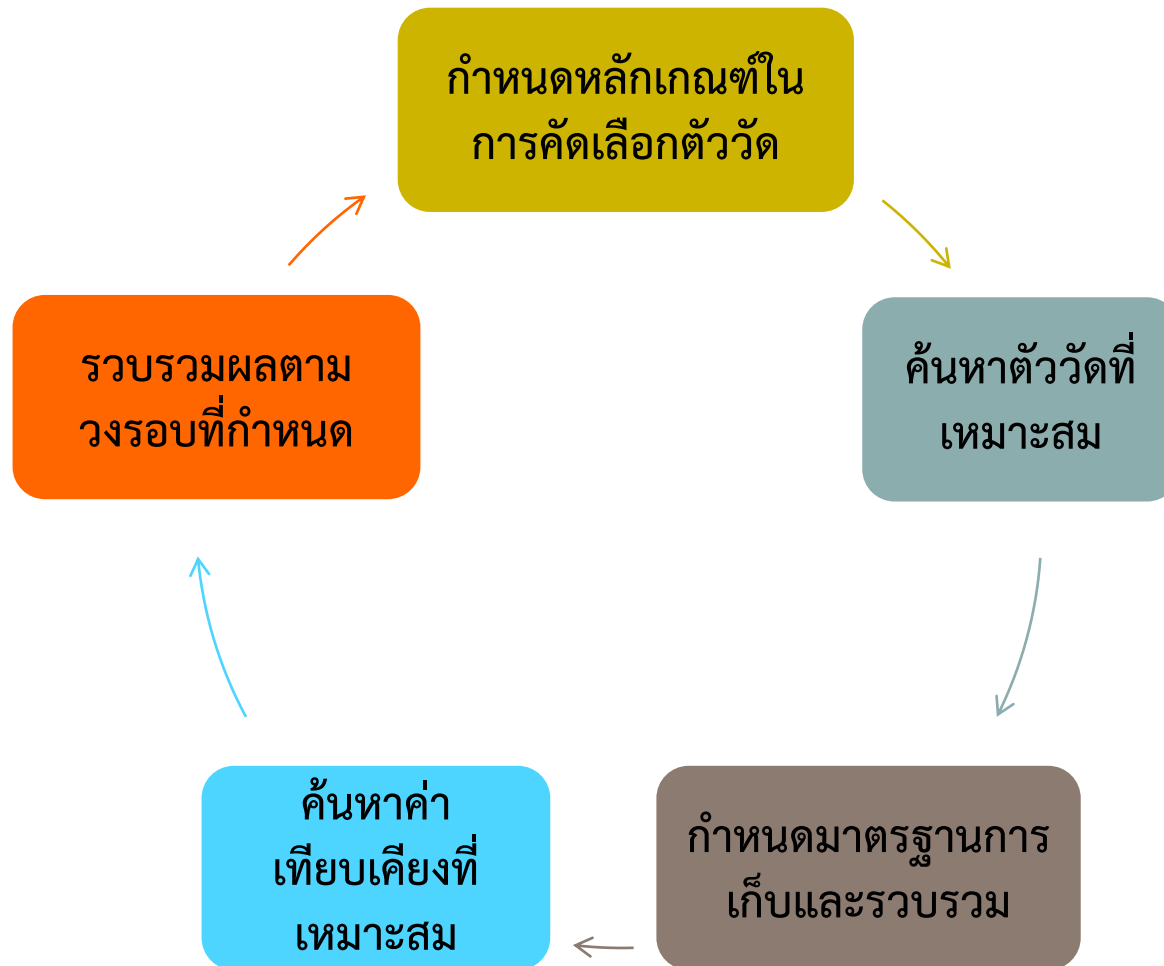 กำหนดหลักเกณฑ์ใน
การคัดเลือกตัววัด
ค้นหาตัววัดที่
เหมาะสม
กำหนดมาตรฐานการ
เก็บและรวบรวม
ค้นหาค่า
เทียบเคียงที่
เหมาะสม
รวบรวมผลตาม
วงรอบที่กำหนด